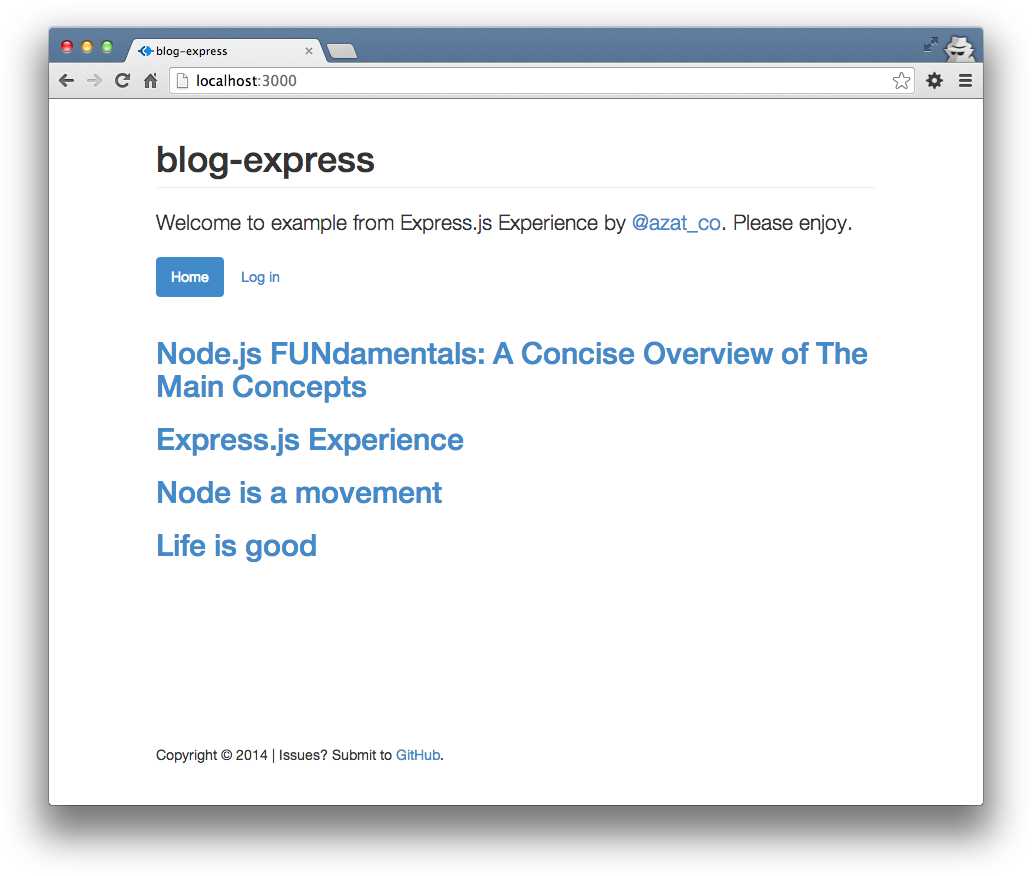 blog-express
localhost:3000
blog-express
Welcome to example from Express.js Experience by @azat_co. Please enjoy.
Home Log in
Node.js FUNdamentals: A Concise Overview of The
Main Concepts
Express.js Experience
Node is a movement
Life is good
Copyright © 2014 | Issues? Submit to GitHub.